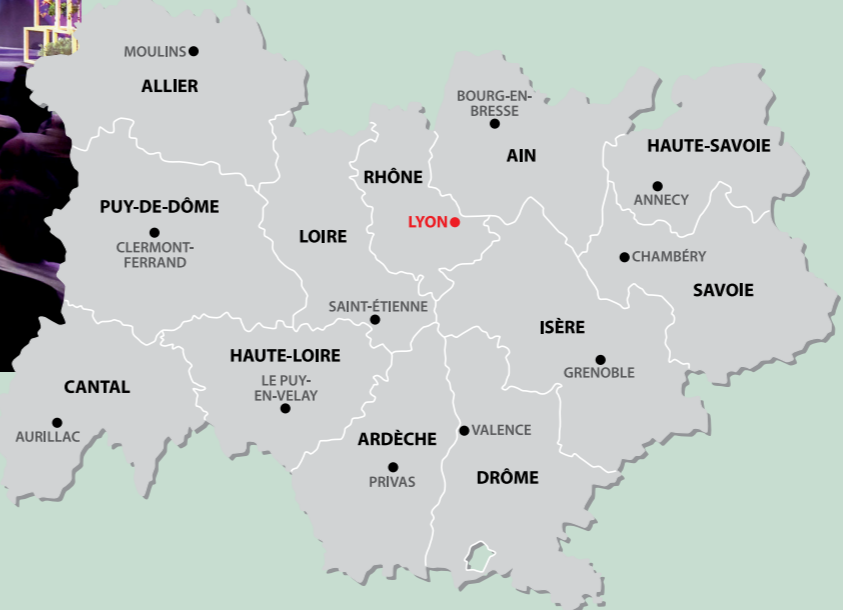 MOULINS
ALLIER
BOURG-EN-
BRESSE
AIN
HAUTE-SAVOIE
RHÔNE
ANNECY
PUY-DE-DÔME
CLERMONT-
FERRAND
LOIRE
LYON
CHAMBÉRY
SAVOIE
SAINT-ÉTIENNE
ISÈRE
HAUTE-LOIRE
LE PUY-
EN-VELAY
GRENOBLE
CANTAL
AURILLAC
ARDÈCHE
VALENCE
PRIVAS
DRÔME